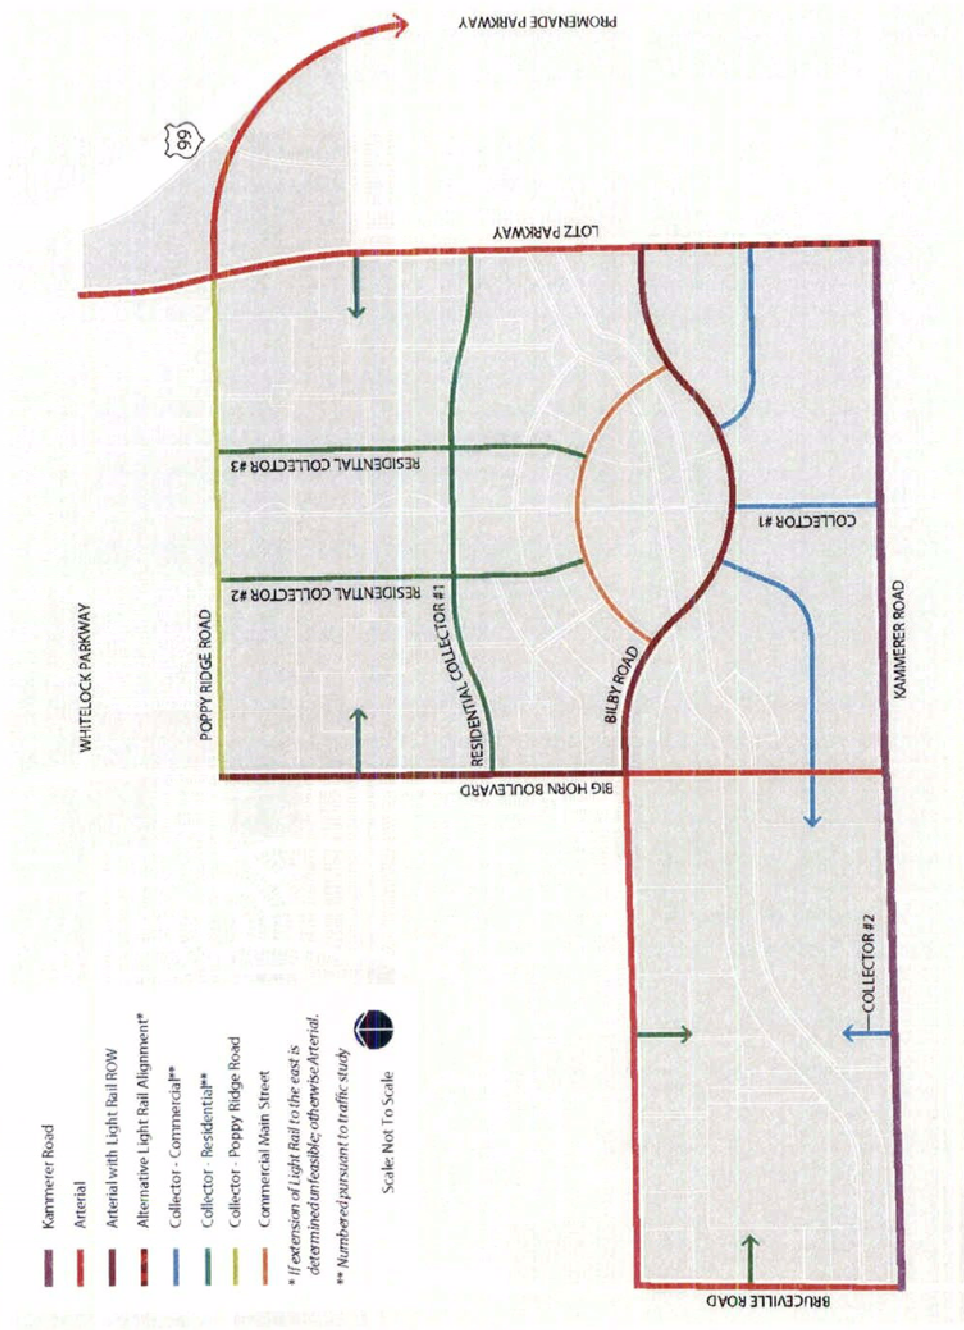 PROMENADE PARKWAY
99
LOTZ PARKWAY
RESIDENTIAL COLLECTOR #3
COLLECTOR #1
RESIDENTIAL COLLECTOR #2
WHITELOCK PARKWAY
POPPY RIDGE ROAD
RESIDENTIAL COLLECTOR #1
BILBY ROAD
KAMMERER ROAD
BIG HORN BOULEVARD
COLLECTOR #2
BRUCEVILLE ROAD
Kammerer Road
Arterial
Arterial with Light Rail ROW
Alternative Light Rail Alignment*
Collector - Commercial**
Collector - Residential**
Collector - Poppy Ridge Road
Commercial Main Street
* If extension of Light Rail to the east is
determined unfeasible; otherwise Arterial.
** Numbered pursuant to traffic study
Scale: Not To Scale